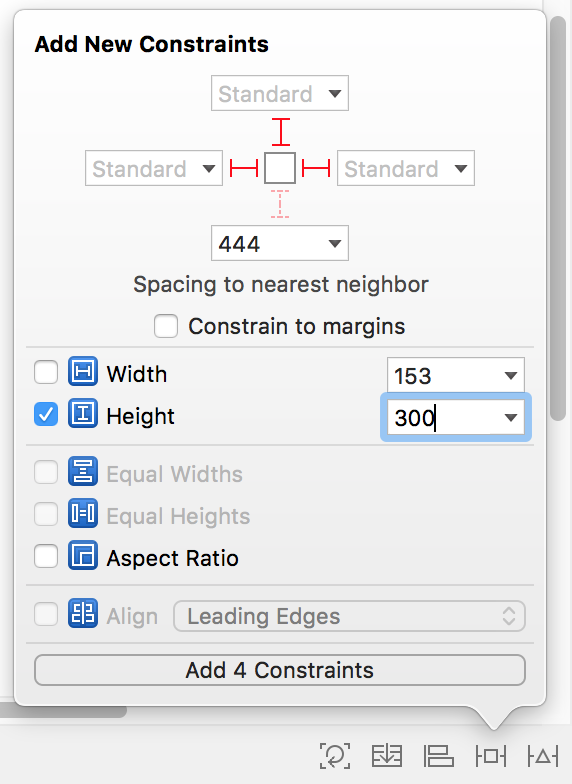 Add New Constraints
Standard
Standard
Standard
444
Spacing to nearest neighbor
Constrain to margins
Width
153
Height
300
Equal Widths
Equal Heights
Aspect Ratio
Align
Leading Edges
Add 4 Constraints